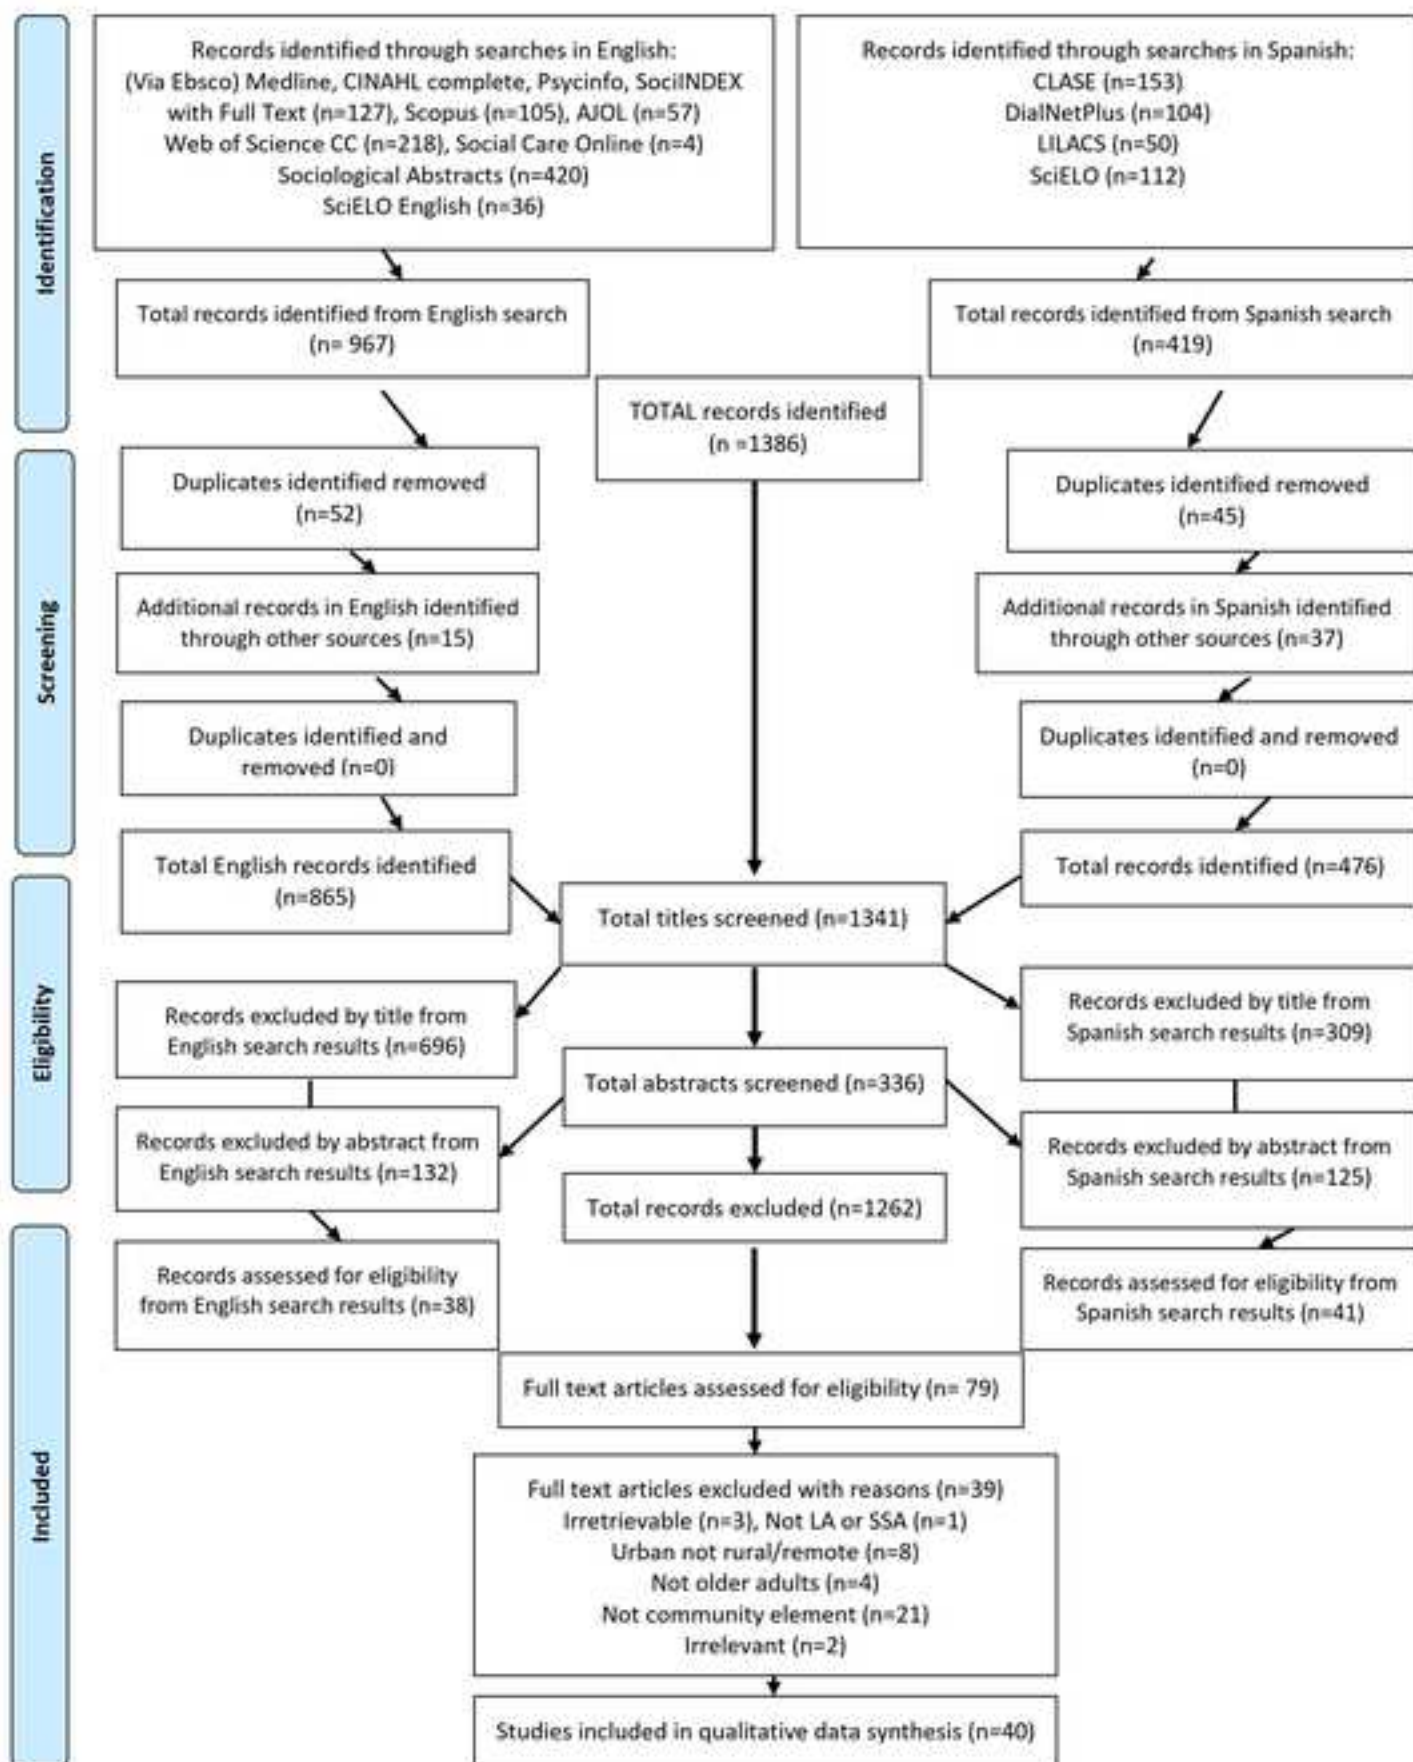 Identification
Records identified through searches in English:
(Via Ebsco) Medline, CINAHL complete, Psycinfo, SociINDEX
with Full Text (n=127), Scopus (n=105), AJOL (n=57)
Web of Science CC (n=218), Social Care Online (n=4)
Sociological Abstracts (n=420)
SciELO English (n=36)
Records identified through searches in Spanish:
CLASE (n=153)
DialNetPlus (n=104)
LILACS (n=50)
SciELO (n=112)
Total records identified from English search
(n= 967)
Total records identified from Spanish search
(n=419)
TOTAL records identified
(n =1386)
Screening
Duplicates identified removed
(n=52)
Duplicates identified removed
(n=45)
Additional records in English identified
through other sources (n=15)
Additional records in Spanish identified
through other sources (n=37)
Duplicates identified and
removed (n=0)
Duplicates identified and removed
(n=0)
Total English records identified
(n=865)
Total records identified (n=476)
Eligibility
Total titles screened (n=1341)
Records excluded by title from
English search results (n=696)
Records excluded by title from
Spanish search results (n=309)
Total abstracts screened (n=336)
Records excluded by abstract from
English search results (n=132)
Records excluded by abstract from
Spanish search results (n=125)
Total records excluded (n=1262)
Included
Records assessed for eligibility
from English search results (n=38)
Records assessed for eligibility from
Spanish search results (n=41)
Full text articles assessed for eligibility (n= 79)
Full text articles excluded with reasons (n=39)
Irretrievable (n=3), Not LA or SSA (n=1)
Urban not rural/remote (n=8)
Not older adults (n=4)
Not community element (n=21)
Irrelevant (n=2)
Studies included in qualitative data synthesis (n=40)